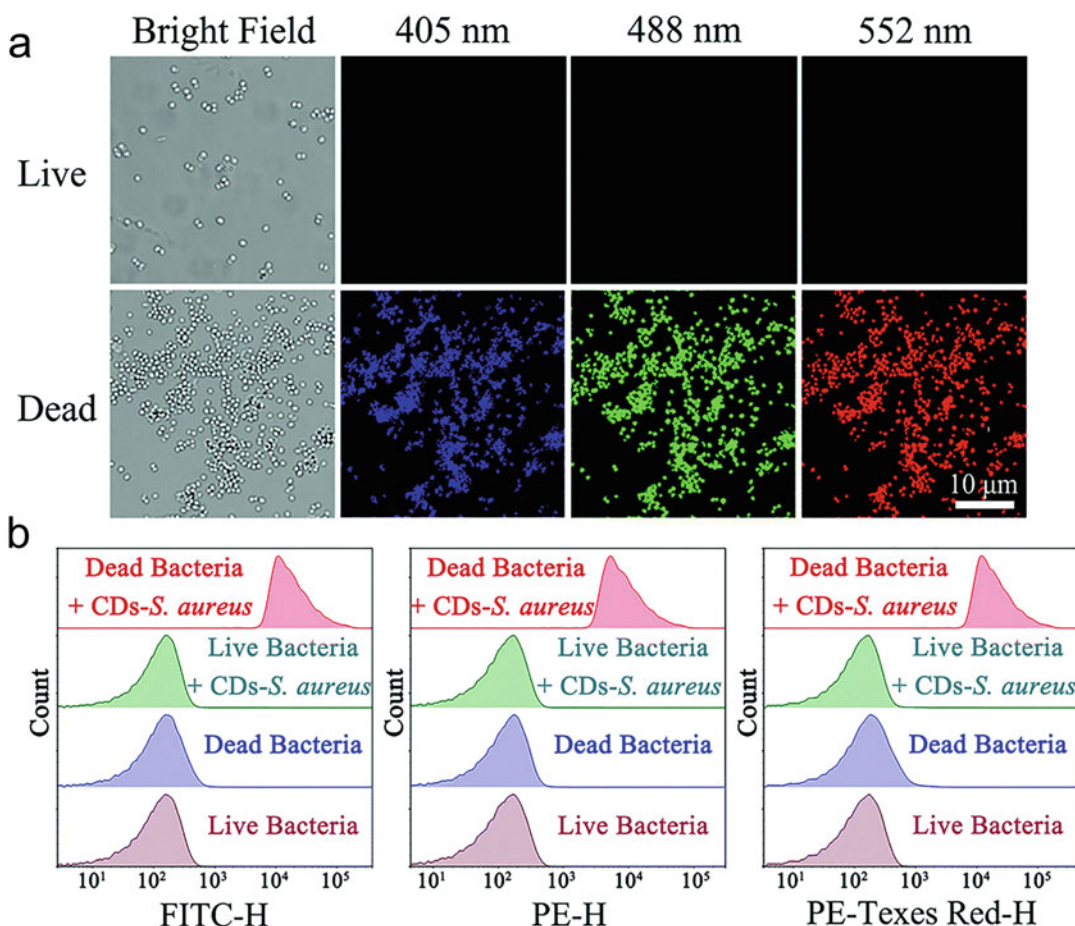 a
Bright Field 405 nm 488 nm 552 nm
Live
Dead
10 μm
b
Count
Dead Bacteria
+ CDs-S. aureus
Live Bacteria
+ CDs-S. aureus
Dead Bacteria
Live Bacteria
10¹ 10² 10³ 10⁴ 10⁵
FITC-H
Count
Dead Bacteria
+ CDs-S. aureus
Live Bacteria
+ CDs-S. aureus
Dead Bacteria
Live Bacteria
10¹ 10² 10³ 10⁴ 10⁵
PE-H
Count
Dead Bacteria
+ CDs-S. aureus
Live Bacteria
+ CDs-S. aureus
Dead Bacteria
Live Bacteria
10¹ 10² 10³ 10⁴ 10⁵
PE-Texes Red-H